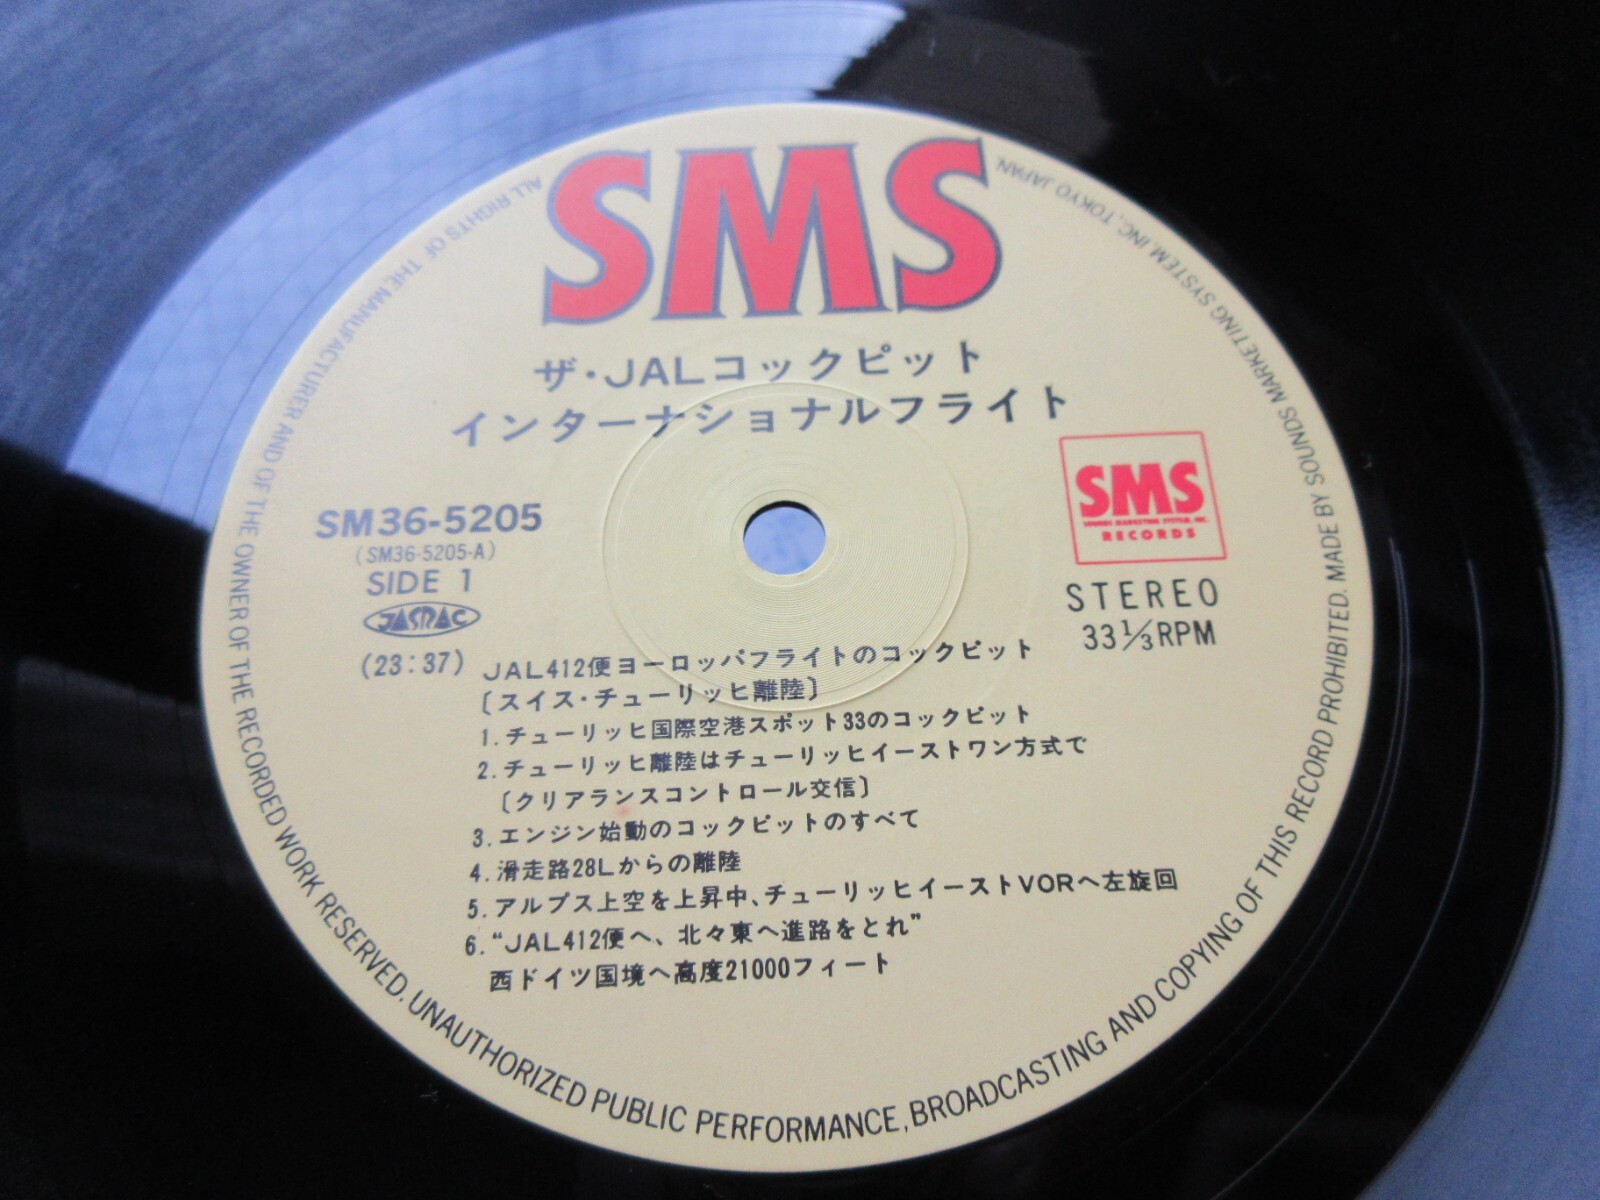 SMS
ザ・JALコックピット
インターナショナルフライト
SM36-5205
(SM36-5205-A)
SIDE 1
JASRAC
(23:37)
SMS
SOUNDS MARKETING SYSTEM, INC.
RECORDS
STEREO
33 1/3 RPM
JAL412便ヨーロッパフライトのコックピット
〔スイス・チューリッヒ離陸〕
1.チューリッヒ国際空港スポット33のコックピット
2.チューリッヒ離陸はチューリッヒイーストワン方式で
〔クリアランスコントロール交信〕
3.エンジン始動のコックピットのすべて
4.滑走路28Lからの離陸
5.アルプス上空を上昇中、チューリッヒイーストVORへ左旋回
6.“JAL412便へ、北々東へ進路をとれ”
西ドイツ国境へ高度21000フィート
ALL RIGHTS OF THE MANUFACTURER AND OF THE OWNER OF THE RECORDED WORK RESERVED. UNAUTHORIZED PUBLIC PERFORMANCE, BROADCASTING AND COPYING OF THIS RECORD PROHIBITED. MADE BY SOUNDS MARKETING SYSTEM, INC., TOKYO JAPAN.